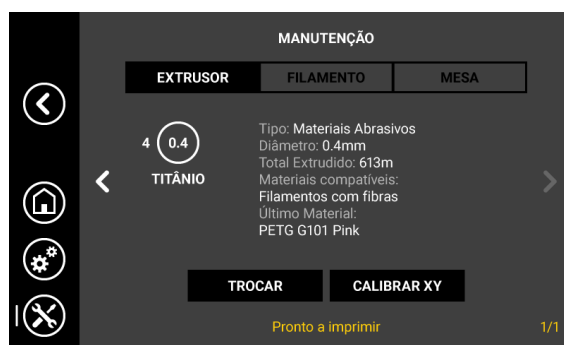 MANUTENÇÃO
EXTRUSOR
FILAMENTO
MESA
4
0.4
TITÂNIO
Tipo: Materiais Abrasivos
Diâmetro: 0.4mm
Total Extrudido: 613m
Materiais compatíveis:
Filamentos com fibras
Último Material:
PETG G101 Pink
TROCAR
CALIBRAR XY
Pronto a imprimir
1/1